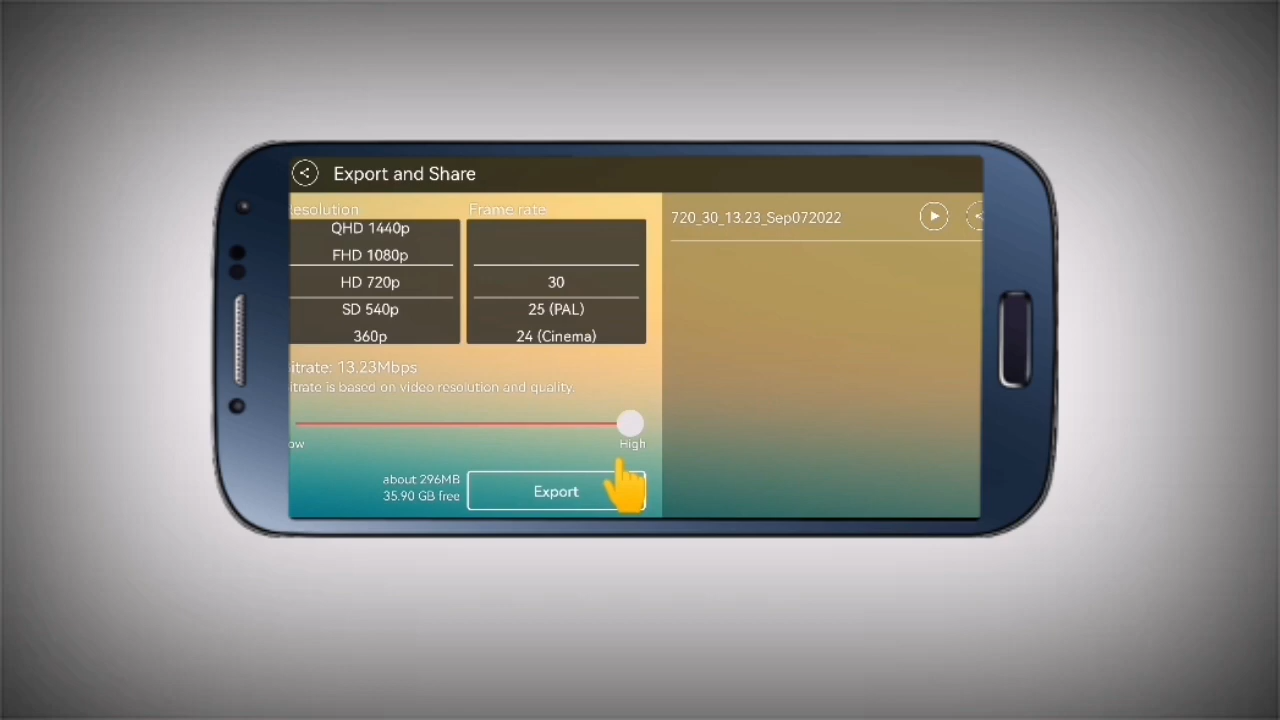 Export and Share
esolution
QHD 1440p
FHD 1080p
HD 720p
SD 540p
360p
Frame rate
30
25 (PAL)
24 (Cinema)
itrate: 13.23Mbps
itrate is based on video resolution and quality.
ow
High
about 296MB
35.90 GB free
Export
720_30_13.23_Sep072022